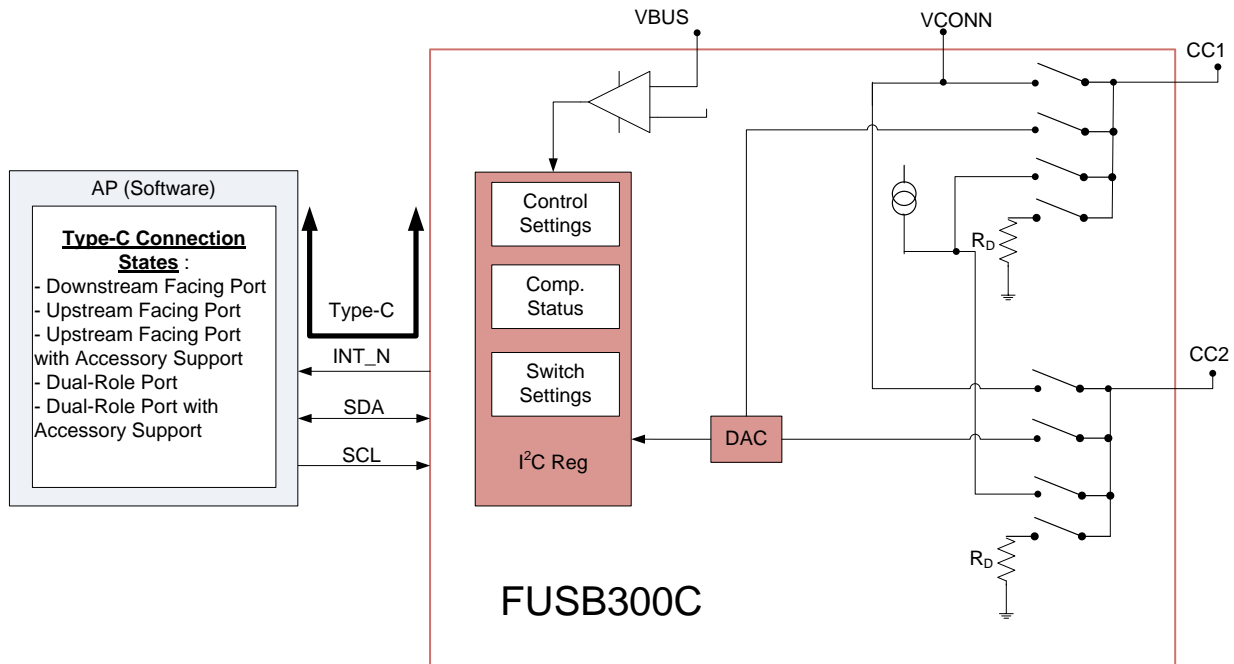 VBUS
VCONN
CC1
AP (Software)
Type-C Connection
States :
- Downstream Facing Port
- Upstream Facing Port
- Upstream Facing Port
with Accessory Support
- Dual-Role Port
- Dual-Role Port with
Accessory Support
Type-C
INT_N
SDA
SCL
Control
Settings
Comp.
Status
Switch
Settings
I²C Reg
DAC
R_D
CC2
R_D
FUSB300C